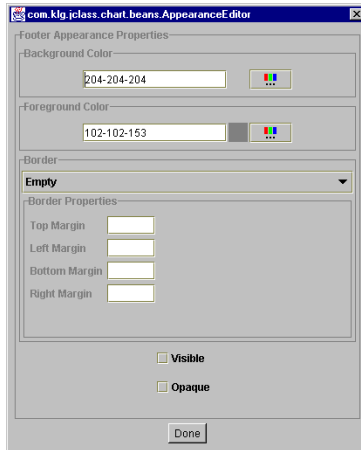 com.klg.jclass.chart.beans.AppearanceEditor
Footer Appearance Properties
Background Color
204-204-204
Foreground Color
102-102-153
Border
Empty
Border Properties
Top Margin
Left Margin
Bottom Margin
Right Margin
Visible
Opaque
Done